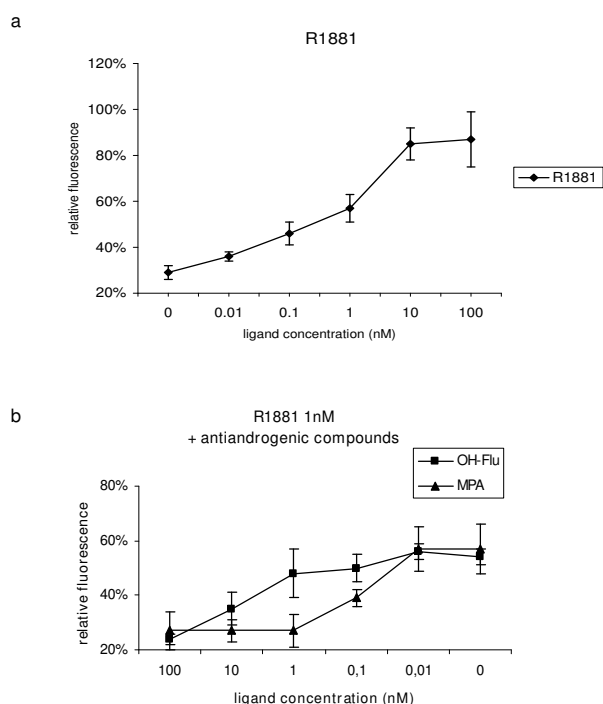 a
R1881
120%
100%
80%
60%
40%
20%
relative fluorescence
0 0.01 0.1 1 10 100
ligand concentration (nM)
R1881
b
R1881 1nM
+ antiandrogenic compounds
OH-Flu
MPA
80%
60%
40%
20%
relative fluorescence
100 10 1 0,1 0,01 0
ligand concentration (nM)